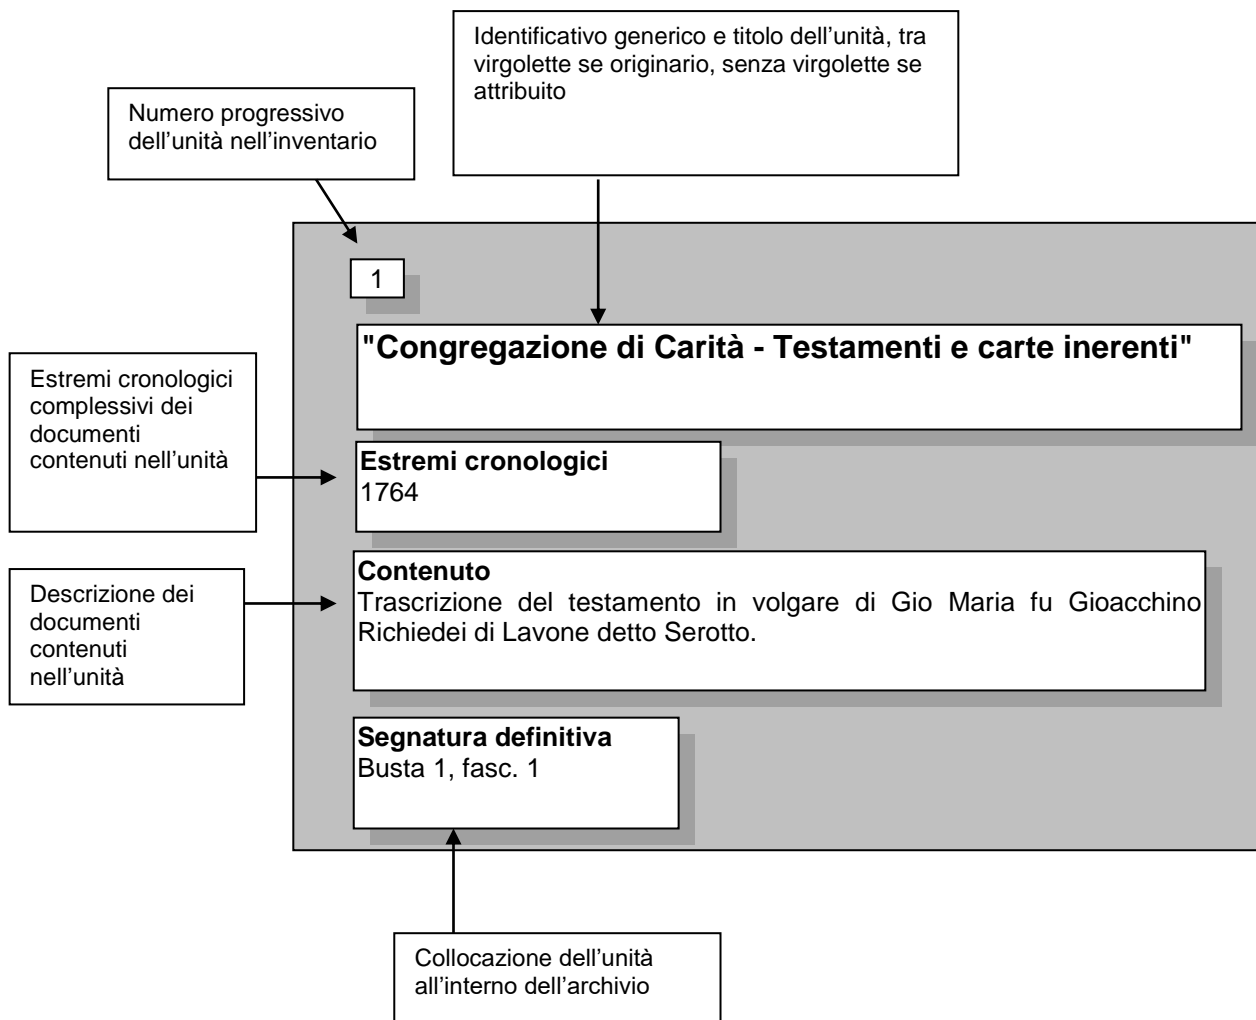 Identificativo generico e titolo dell’unità, tra
virgolette se originario, senza virgolette se
attribuito
Numero progressivo
dell’unità nell’inventario
1
"Congregazione di Carità - Testamenti e carte inerenti"
Estremi cronologici
complessivi dei
documenti
contenuti nell’unità
Estremi cronologici
1764
Descrizione dei
documenti
contenuti
nell’unità
Contenuto
Trascrizione del testamento in volgare di Gio Maria fu Gioacchino
Richiedei di Lavone detto Serotto.
Segnatura definitiva
Busta 1, fasc. 1
Collocazione dell’unità
all’interno dell’archivio